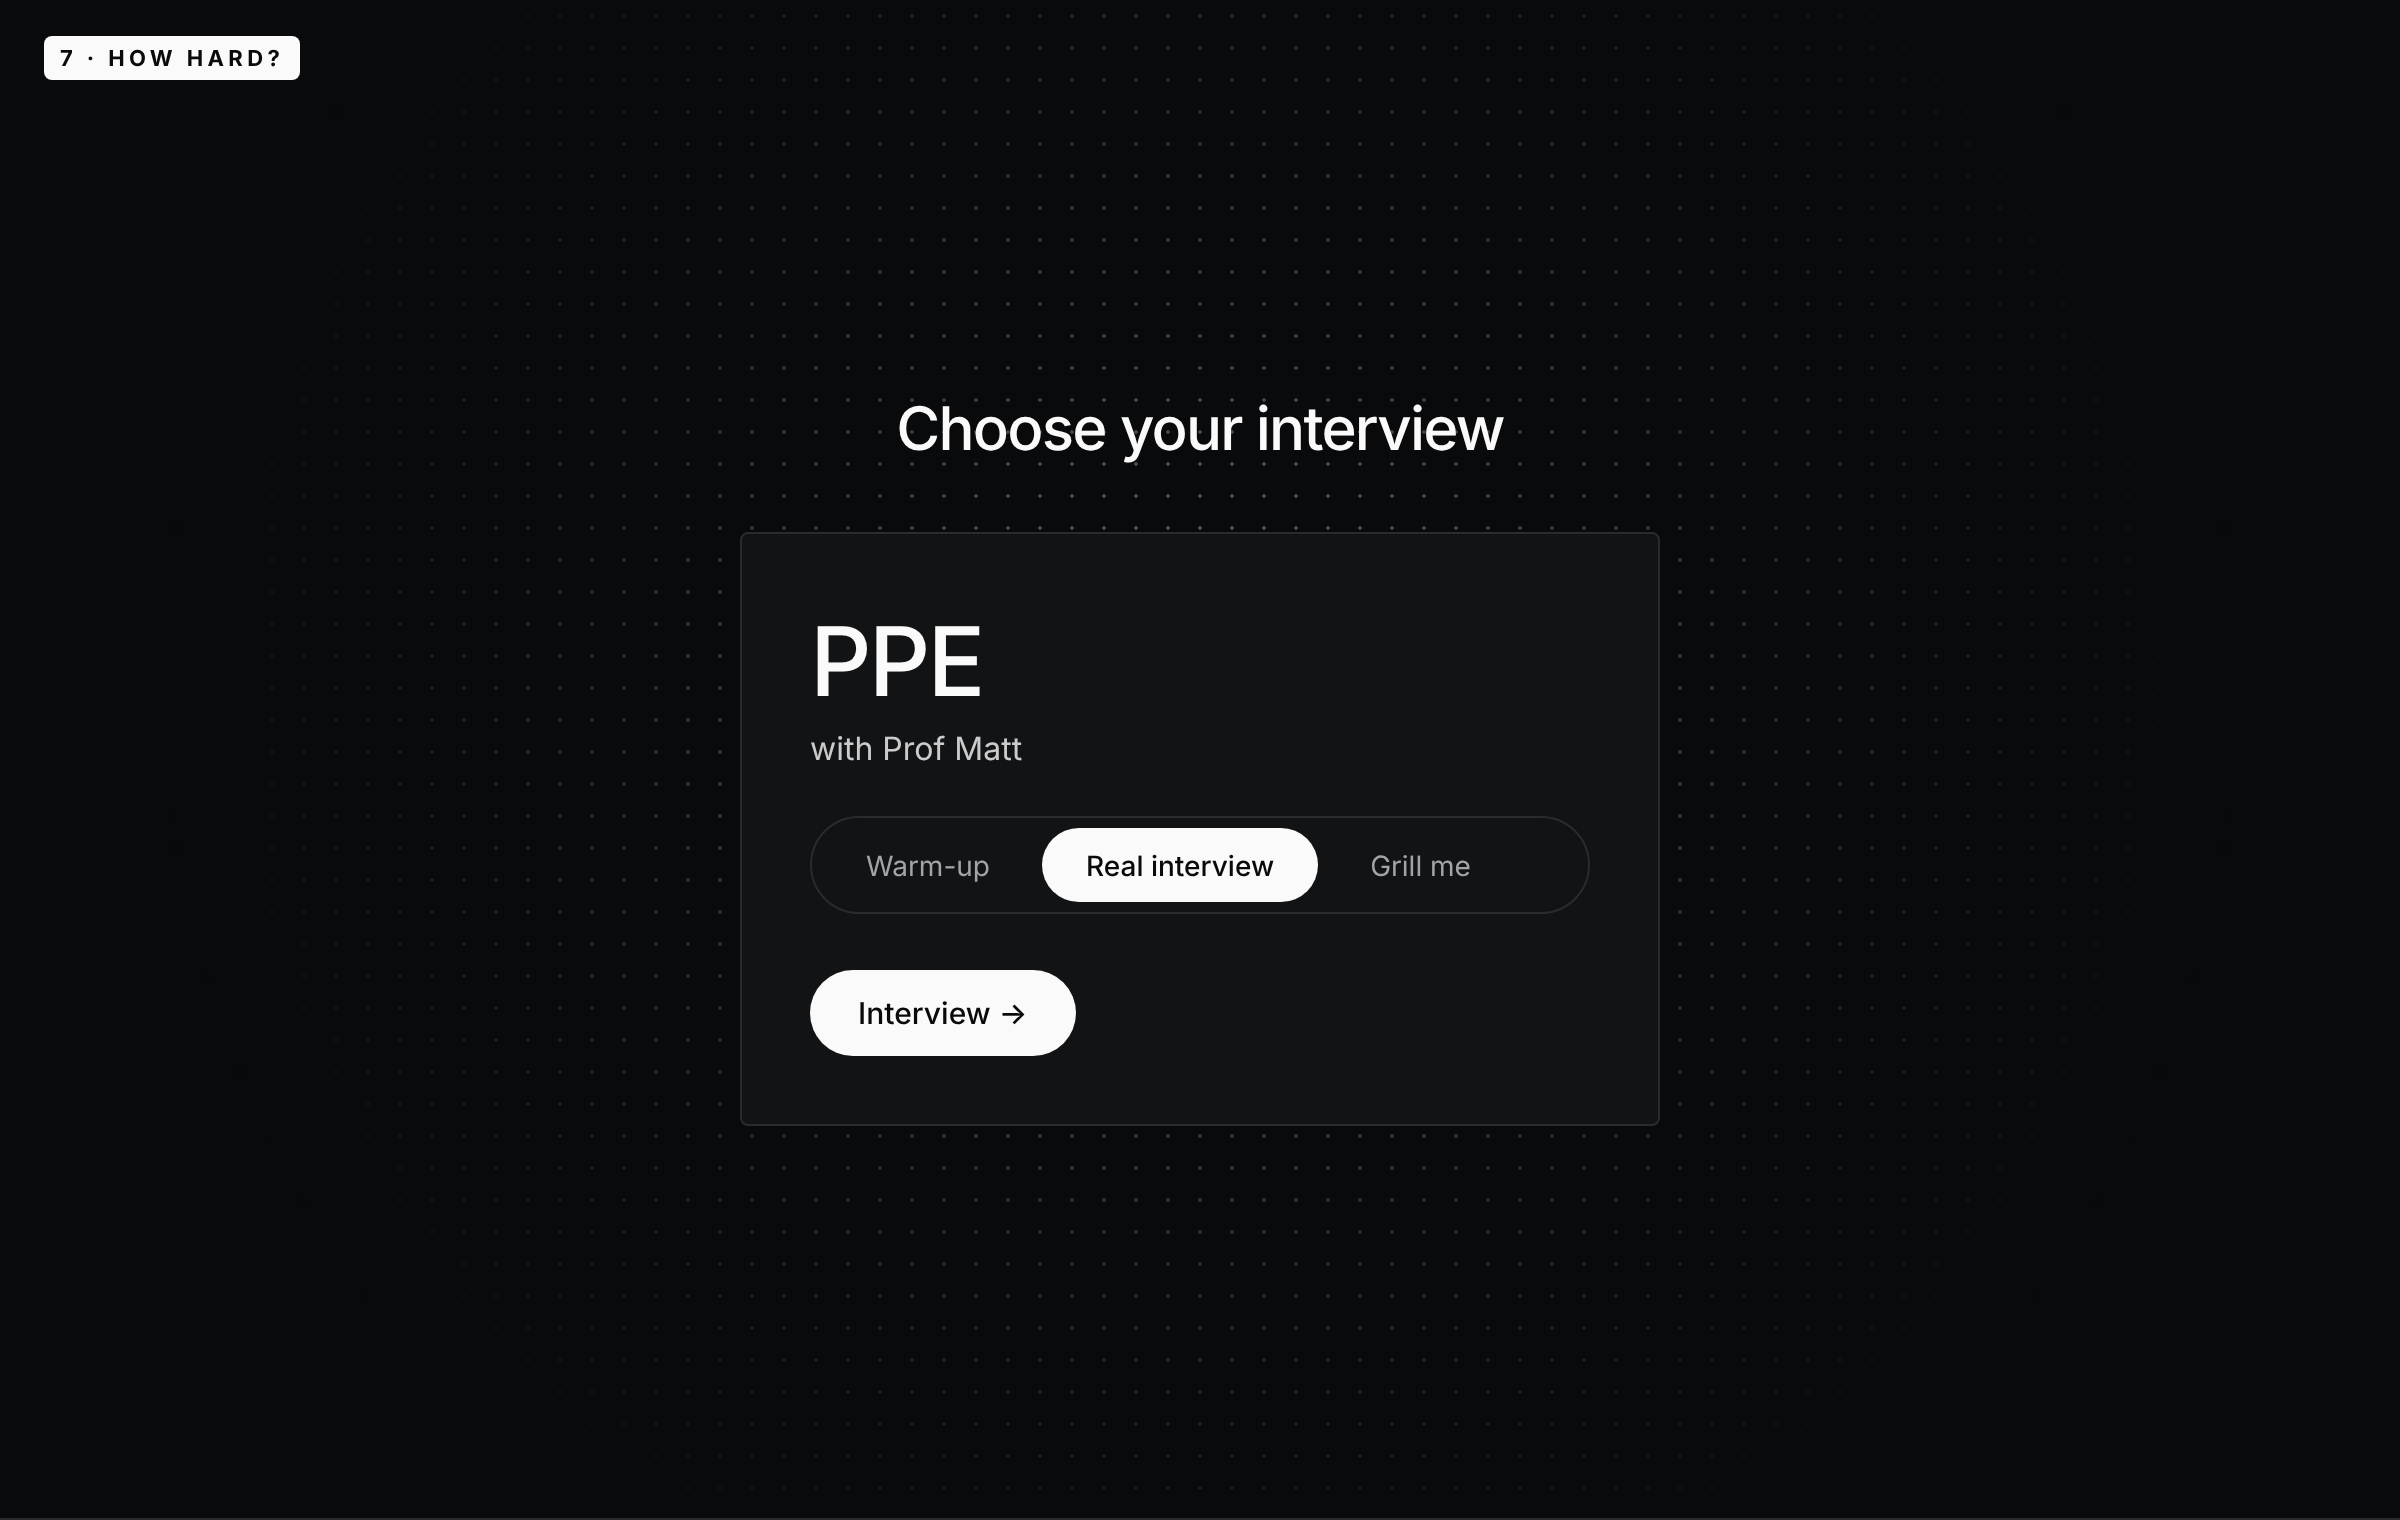 7 · HOW HARD?
Choose your interview
PPE
with Prof Matt
Warm-up Real interview Grill me
Interview →